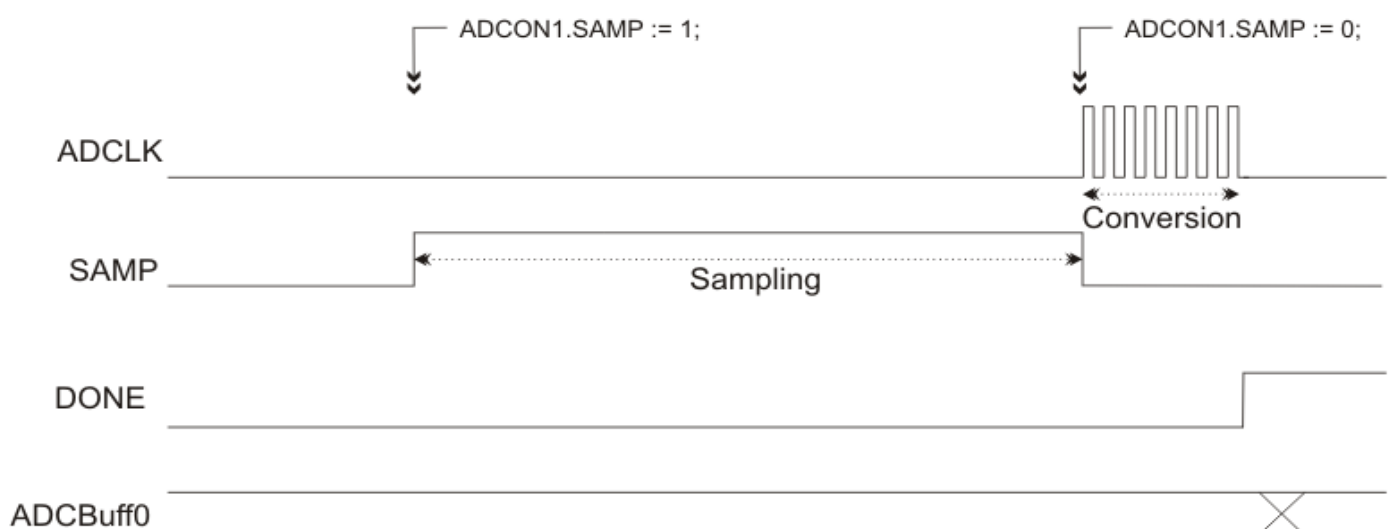 ADCON1.SAMP := 1;
ADCON1.SAMP := 0;
ADCLK
Conversion
SAMP
Sampling
DONE
ADCBuff0